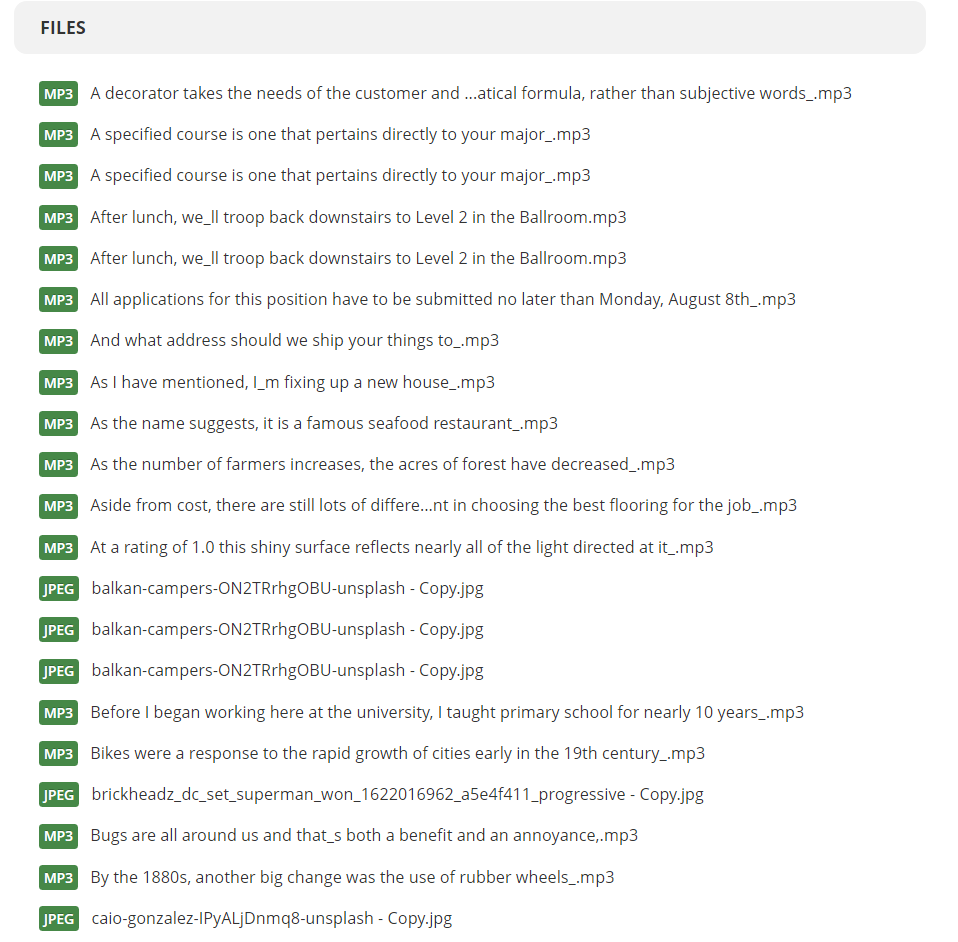 FILES
MP3 A decorator takes the needs of the customer and ...atical formula, rather than subjective words_.mp3
MP3 A specified course is one that pertains directly to your major_.mp3
MP3 A specified course is one that pertains directly to your major_.mp3
MP3 After lunch, we_ll troop back downstairs to Level 2 in the Ballroom.mp3
MP3 After lunch, we_ll troop back downstairs to Level 2 in the Ballroom.mp3
MP3 All applications for this position have to be submitted no later than Monday, August 8th_.mp3
MP3 And what address should we ship your things to_.mp3
MP3 As I have mentioned, I_m fixing up a new house_.mp3
MP3 As the name suggests, it is a famous seafood restaurant_.mp3
MP3 As the number of farmers increases, the acres of forest have decreased_.mp3
MP3 Aside from cost, there are still lots of differe...nt in choosing the best flooring for the job_.mp3
MP3 At a rating of 1.0 this shiny surface reflects nearly all of the light directed at it_.mp3
JPEG balkan-campers-ON2TRrhgOBU-unsplash - Copy.jpg
JPEG balkan-campers-ON2TRrhgOBU-unsplash - Copy.jpg
JPEG balkan-campers-ON2TRrhgOBU-unsplash - Copy.jpg
MP3 Before I began working here at the university, I taught primary school for nearly 10 years_.mp3
MP3 Bikes were a response to the rapid growth of cities early in the 19th century_.mp3
JPEG brickheadz_dc_set_superman_won_1622016962_a5e4f411_progressive - Copy.jpg
MP3 Bugs are all around us and that_s both a benefit and an annoyance,.mp3
MP3 By the 1880s, another big change was the use of rubber wheels_.mp3
JPEG caio-gonzalez-IPyALjDnmq8-unsplash - Copy.jpg